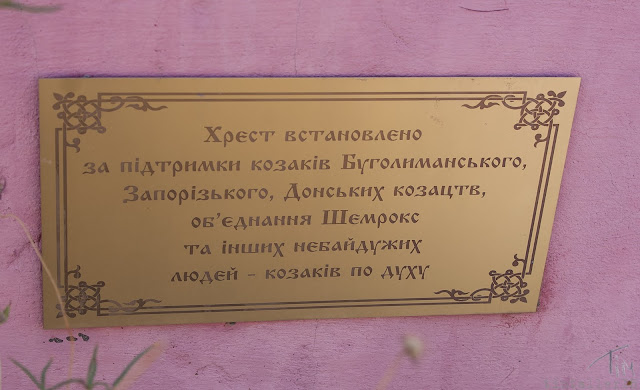 Хрест встановлено
за підтримки козаків Буголиманського,
Запорізького, Донських козацтв,
об'єднання Шемрокс
та інших небайдужих
людей - козаків по духу